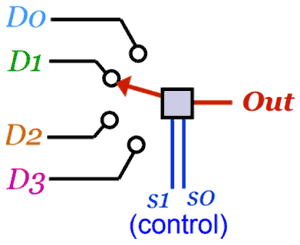 D0
D1
Out
D2
D3
S1 S0
(control)